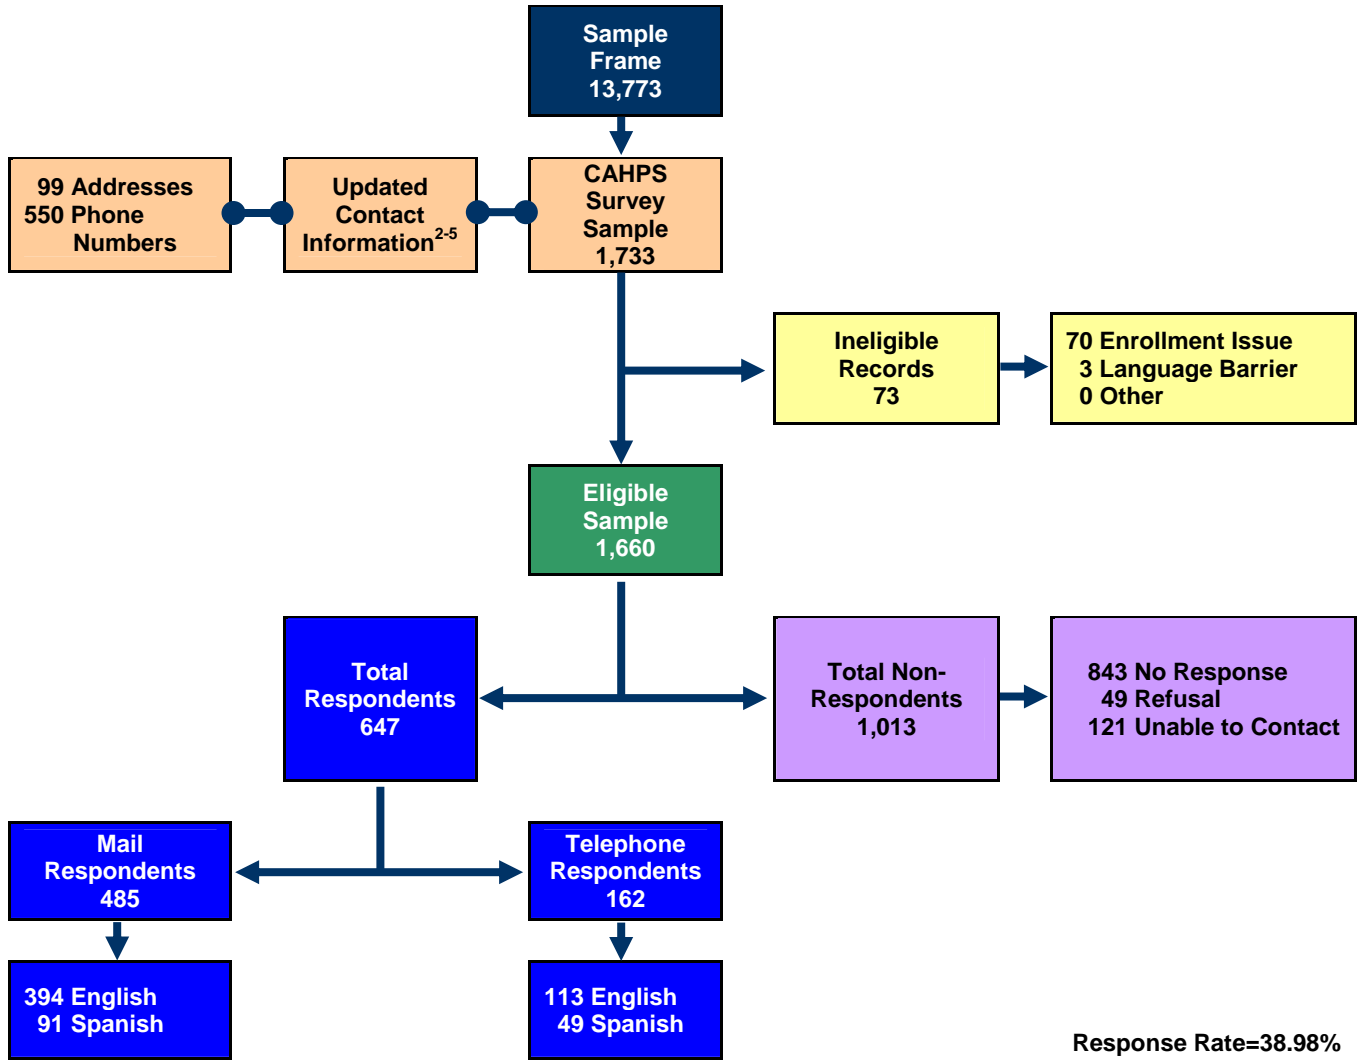 Sample
Frame
13,773
99 Addresses
550 Phone
Numbers
Updated
Contact
Information2-5
CAHPS
Survey
Sample
1,733
Ineligible
Records
73
70 Enrollment Issue
3 Language Barrier
0 Other
Eligible
Sample
1,660
Total
Respondents
647
Total Non-
Respondents
1,013
843 No Response
49 Refusal
121 Unable to Contact
Mail
Respondents
485
Telephone
Respondents
162
394 English
91 Spanish
113 English
49 Spanish
Response Rate=38.98%